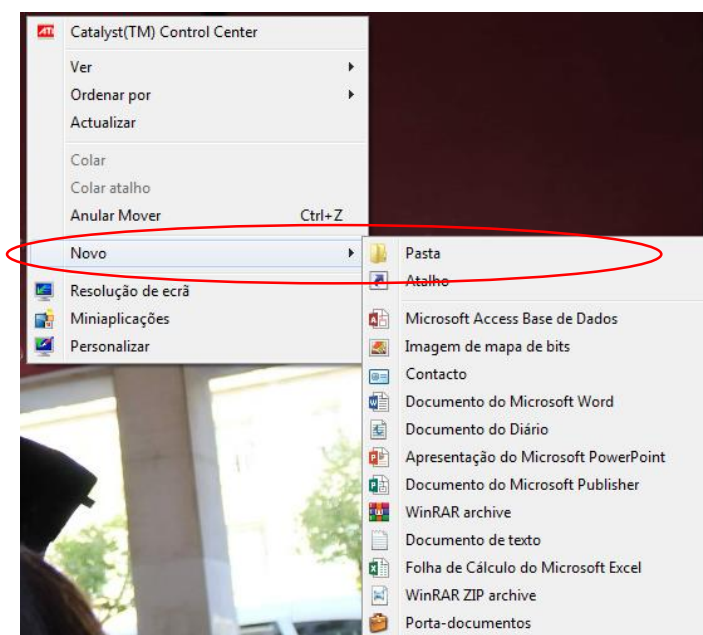 ATI
Catalyst(TM) Control Center
Ver
Ordenar por
Actualizar
Colar
Colar atalho
Anular Mover Ctrl+Z
Novo
Resolução de ecrã
Miniaplicações
Personalizar
Pasta
Atalho
Microsoft Access Base de Dados
Imagem de mapa de bits
Contacto
Documento do Microsoft Word
Documento do Diário
Apresentação do Microsoft PowerPoint
Documento do Microsoft Publisher
WinRAR archive
Documento de texto
Folha de Cálculo do Microsoft Excel
WinRAR ZIP archive
Porta-documentos